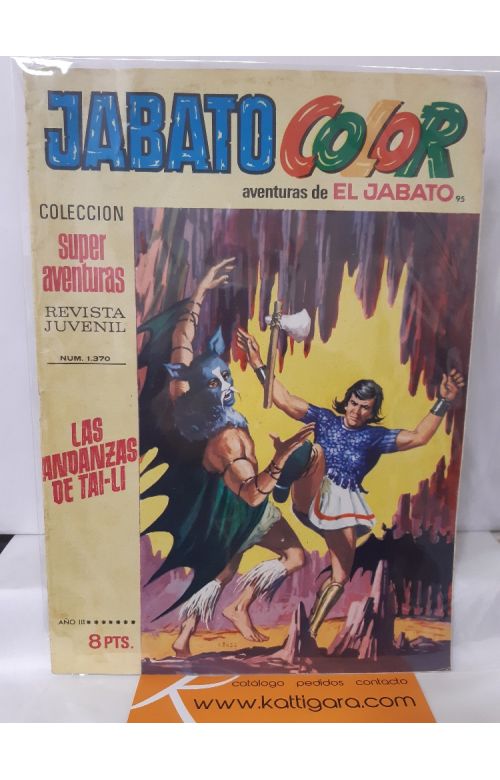 JABATO COLOR
aventuras de EL JABATO 95
COLECCION
super
aventuras
REVISTA
JUVENIL
NUM. 1.370
LAS
ANDANZAS
DE TAI-LI
AÑO III
8 PTS.
catálogo pedidos contacto
www.kattigara.com